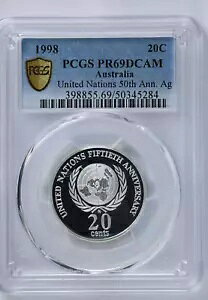 1998 20C
PCGS PR69DCAM
Australia
United Nations 50th Ann. Ag
398855.69/50345284
PCGS
UNITED NATIONS FIFTIETH ANNIVERSARY
20
cents